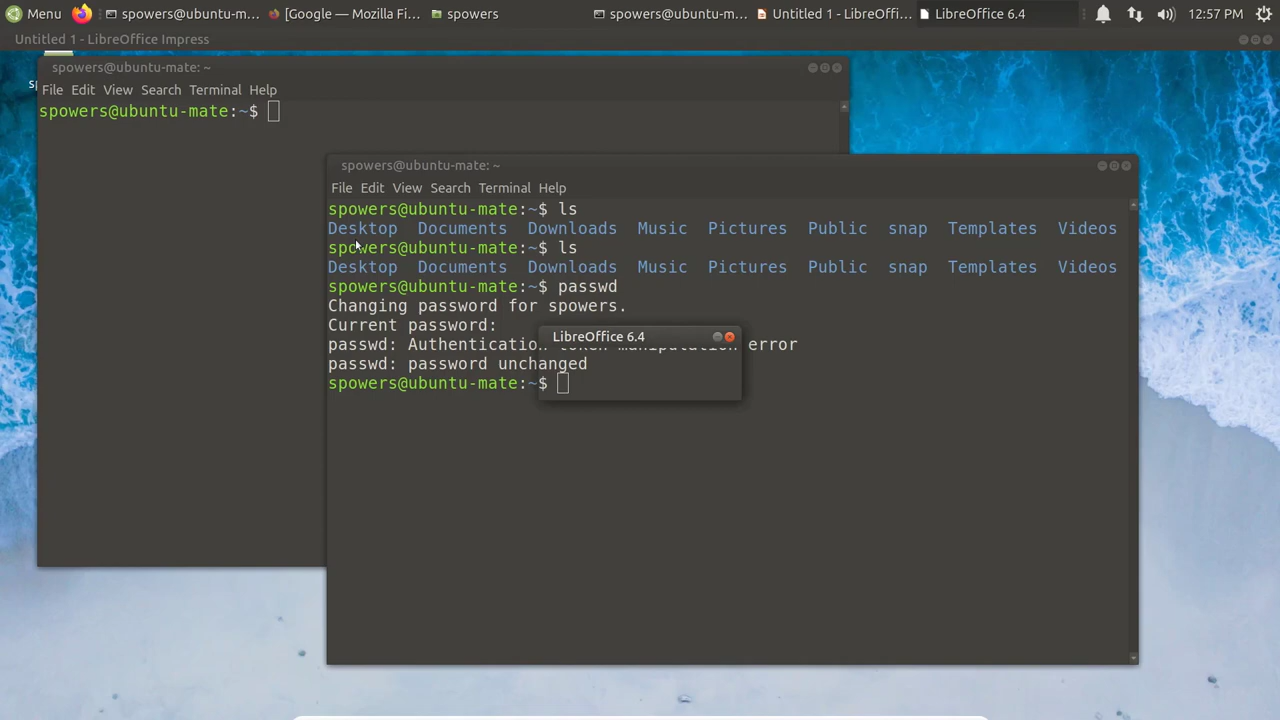 Menu spowers@ubuntu-m... [Google — Mozilla Fi... spowers spowers@ubuntu-m... Untitled 1 - LibreOffi... LibreOffice 6.4 12:57 PM
Untitled 1 - LibreOffice Impress
spowers@ubuntu-mate: ~
File Edit View Search Terminal Help
spowers@ubuntu-mate:~$
spowers@ubuntu-mate: ~
File Edit View Search Terminal Help
spowers@ubuntu-mate:~$ ls
Desktop Documents Downloads Music Pictures Public snap Templates Videos
spowers@ubuntu-mate:~$ ls
Desktop Documents Downloads Music Pictures Public snap Templates Videos
spowers@ubuntu-mate:~$ passwd
Changing password for spowers.
Current password:
LibreOffice 6.4
passwd: Authentication token manipulation error
passwd: password unchanged
spowers@ubuntu-mate:~$